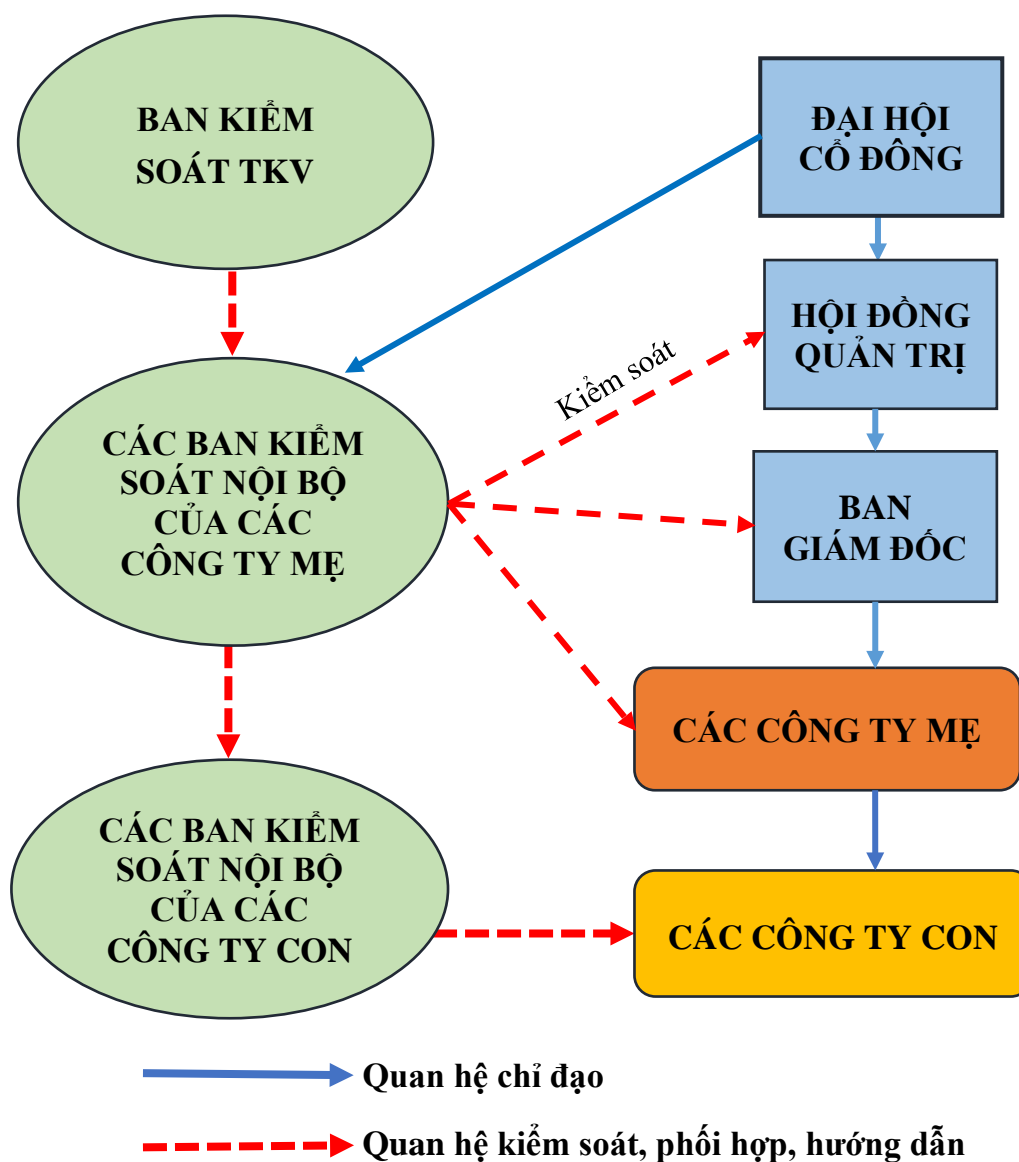 BAN KIỂM
SOÁT TKV
ĐẠI HỘI
CỔ ĐÔNG
HỘI ĐỒNG
QUẢN TRỊ
Kiểm soát
CÁC BAN KIỂM
SOÁT NỘI BỘ
CỦA CÁC
CÔNG TY MẸ
BAN
GIÁM ĐỐC
CÁC CÔNG TY MẸ
CÁC BAN KIỂM
SOÁT NỘI BỘ
CỦA CÁC
CÔNG TY CON
CÁC CÔNG TY CON
Quan hệ chỉ đạo
Quan hệ kiểm soát, phối hợp, hướng dẫn